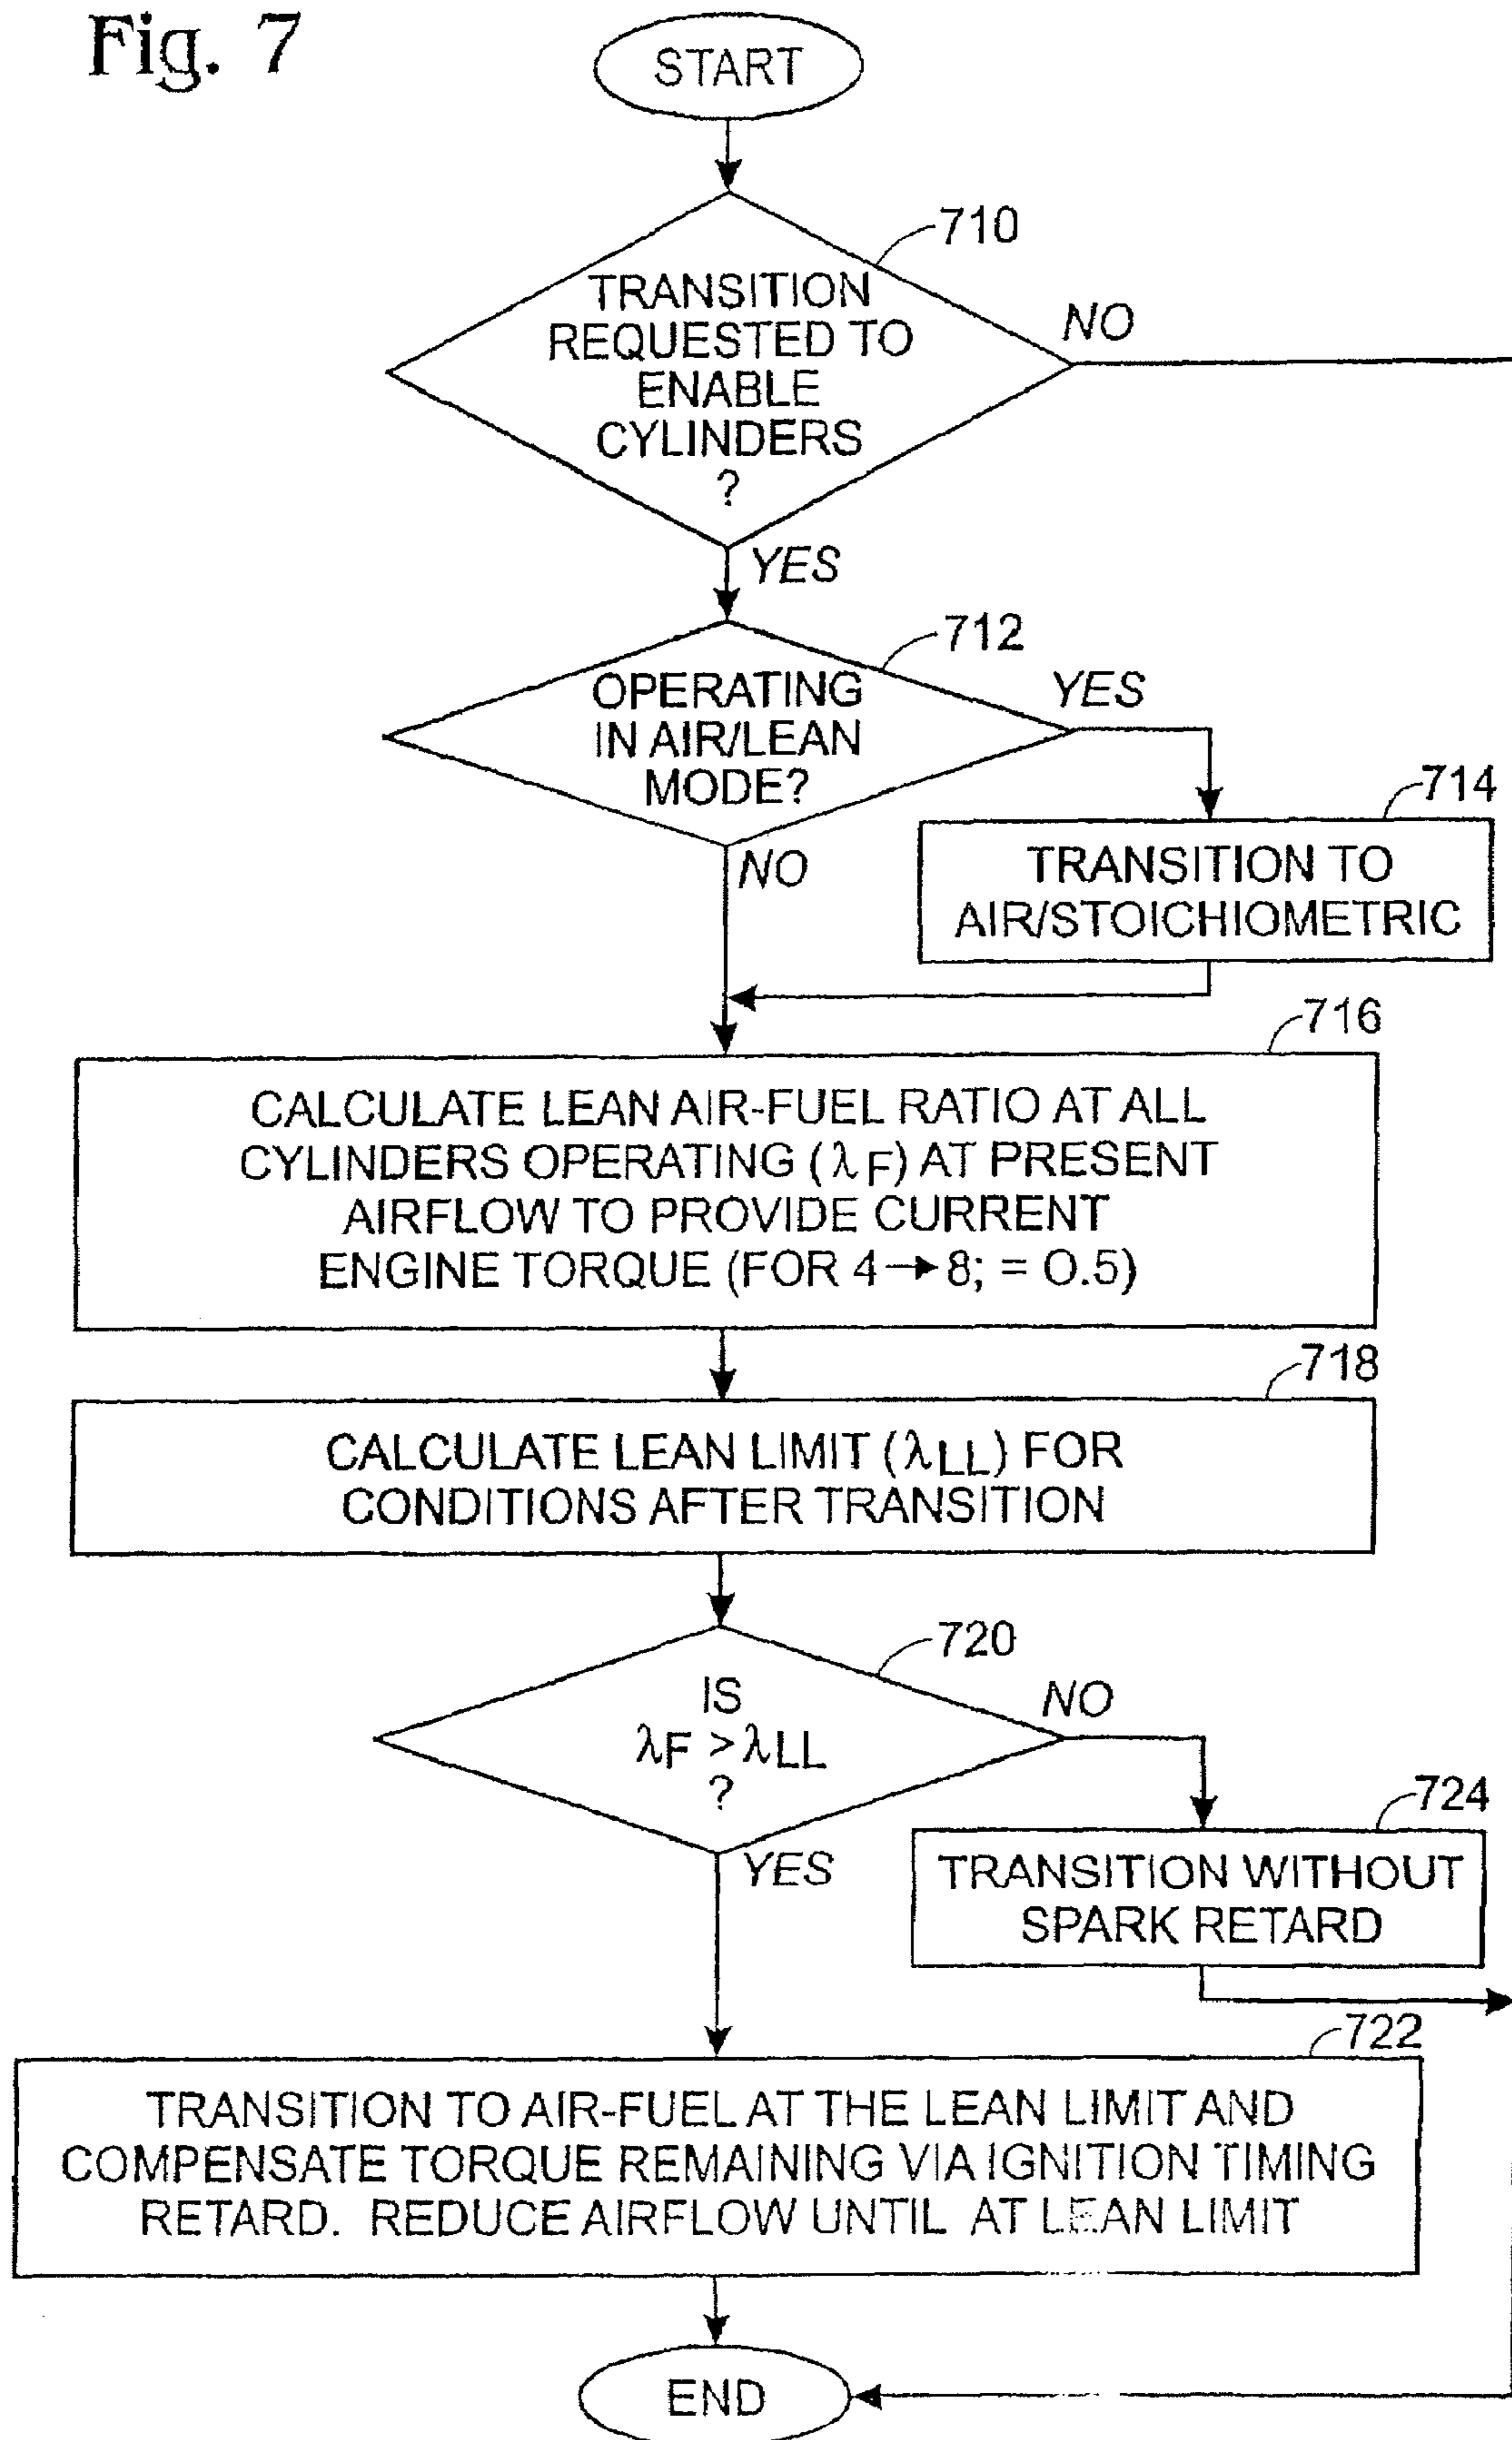 Fig. 7
START
710
TRANSITION
REQUESTED TO
ENABLE
CYLINDERS
?
NO
YES
712
OPERATING
IN AIR/LEAN
MODE?
YES
NO
714
TRANSITION TO
AIR/STOICHIOMETRIC
716
CALCULATE LEAN AIR-FUEL RATIO AT ALL
CYLINDERS OPERATING (λF) AT PRESENT
AIRFLOW TO PROVIDE CURRENT
ENGINE TORQUE (FOR 4→8; = 0.5)
718
CALCULATE LEAN LIMIT (λLL) FOR
CONDITIONS AFTER TRANSITION
720
IS
λF >λLL
?
NO
YES
724
TRANSITION WITHOUT
SPARK RETARD
722
TRANSITION TO AIR-FUEL AT THE LEAN LIMIT AND
COMPENSATE TORQUE REMAINING VIA IGNITION TIMING
RETARD. REDUCE AIRFLOW UNTIL AT LEAN LIMIT
END